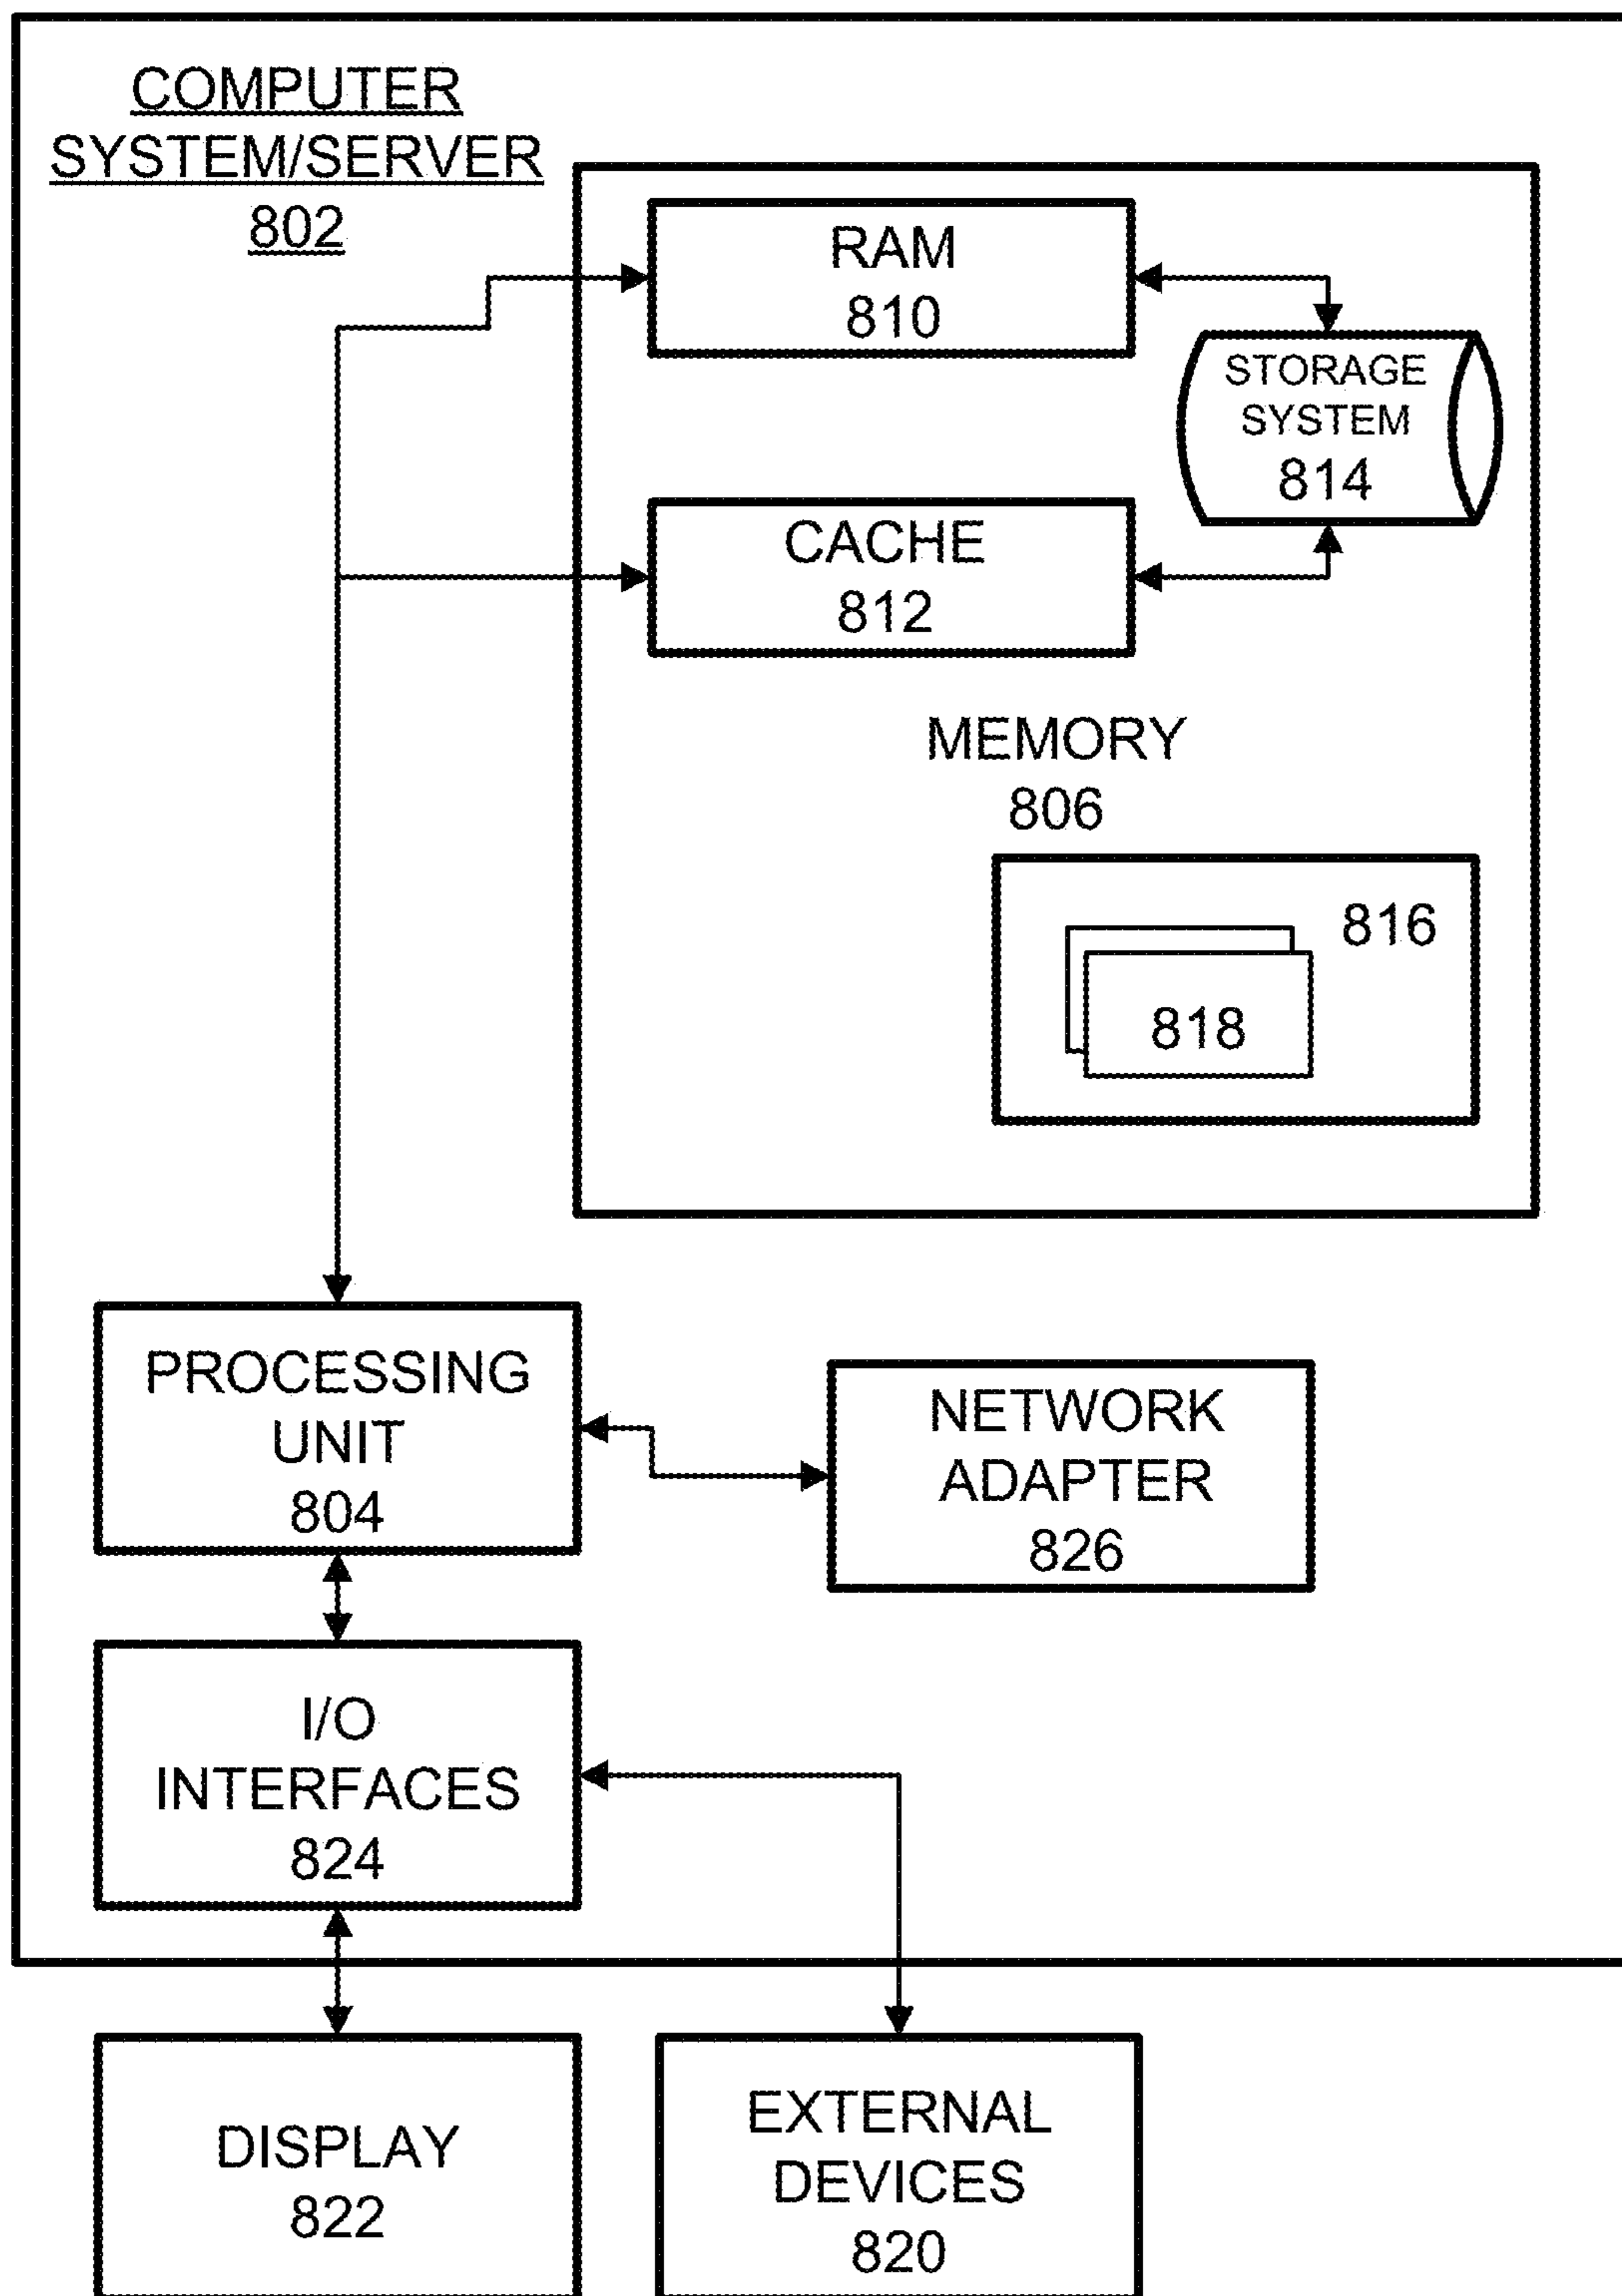 COMPUTER
SYSTEM/SERVER
802
RAM
810
STORAGE
SYSTEM
814
CACHE
812
MEMORY
806
816
818
PROCESSING
UNIT
804
NETWORK
ADAPTER
826
I/O
INTERFACES
824
DISPLAY
822
EXTERNAL
DEVICES
820